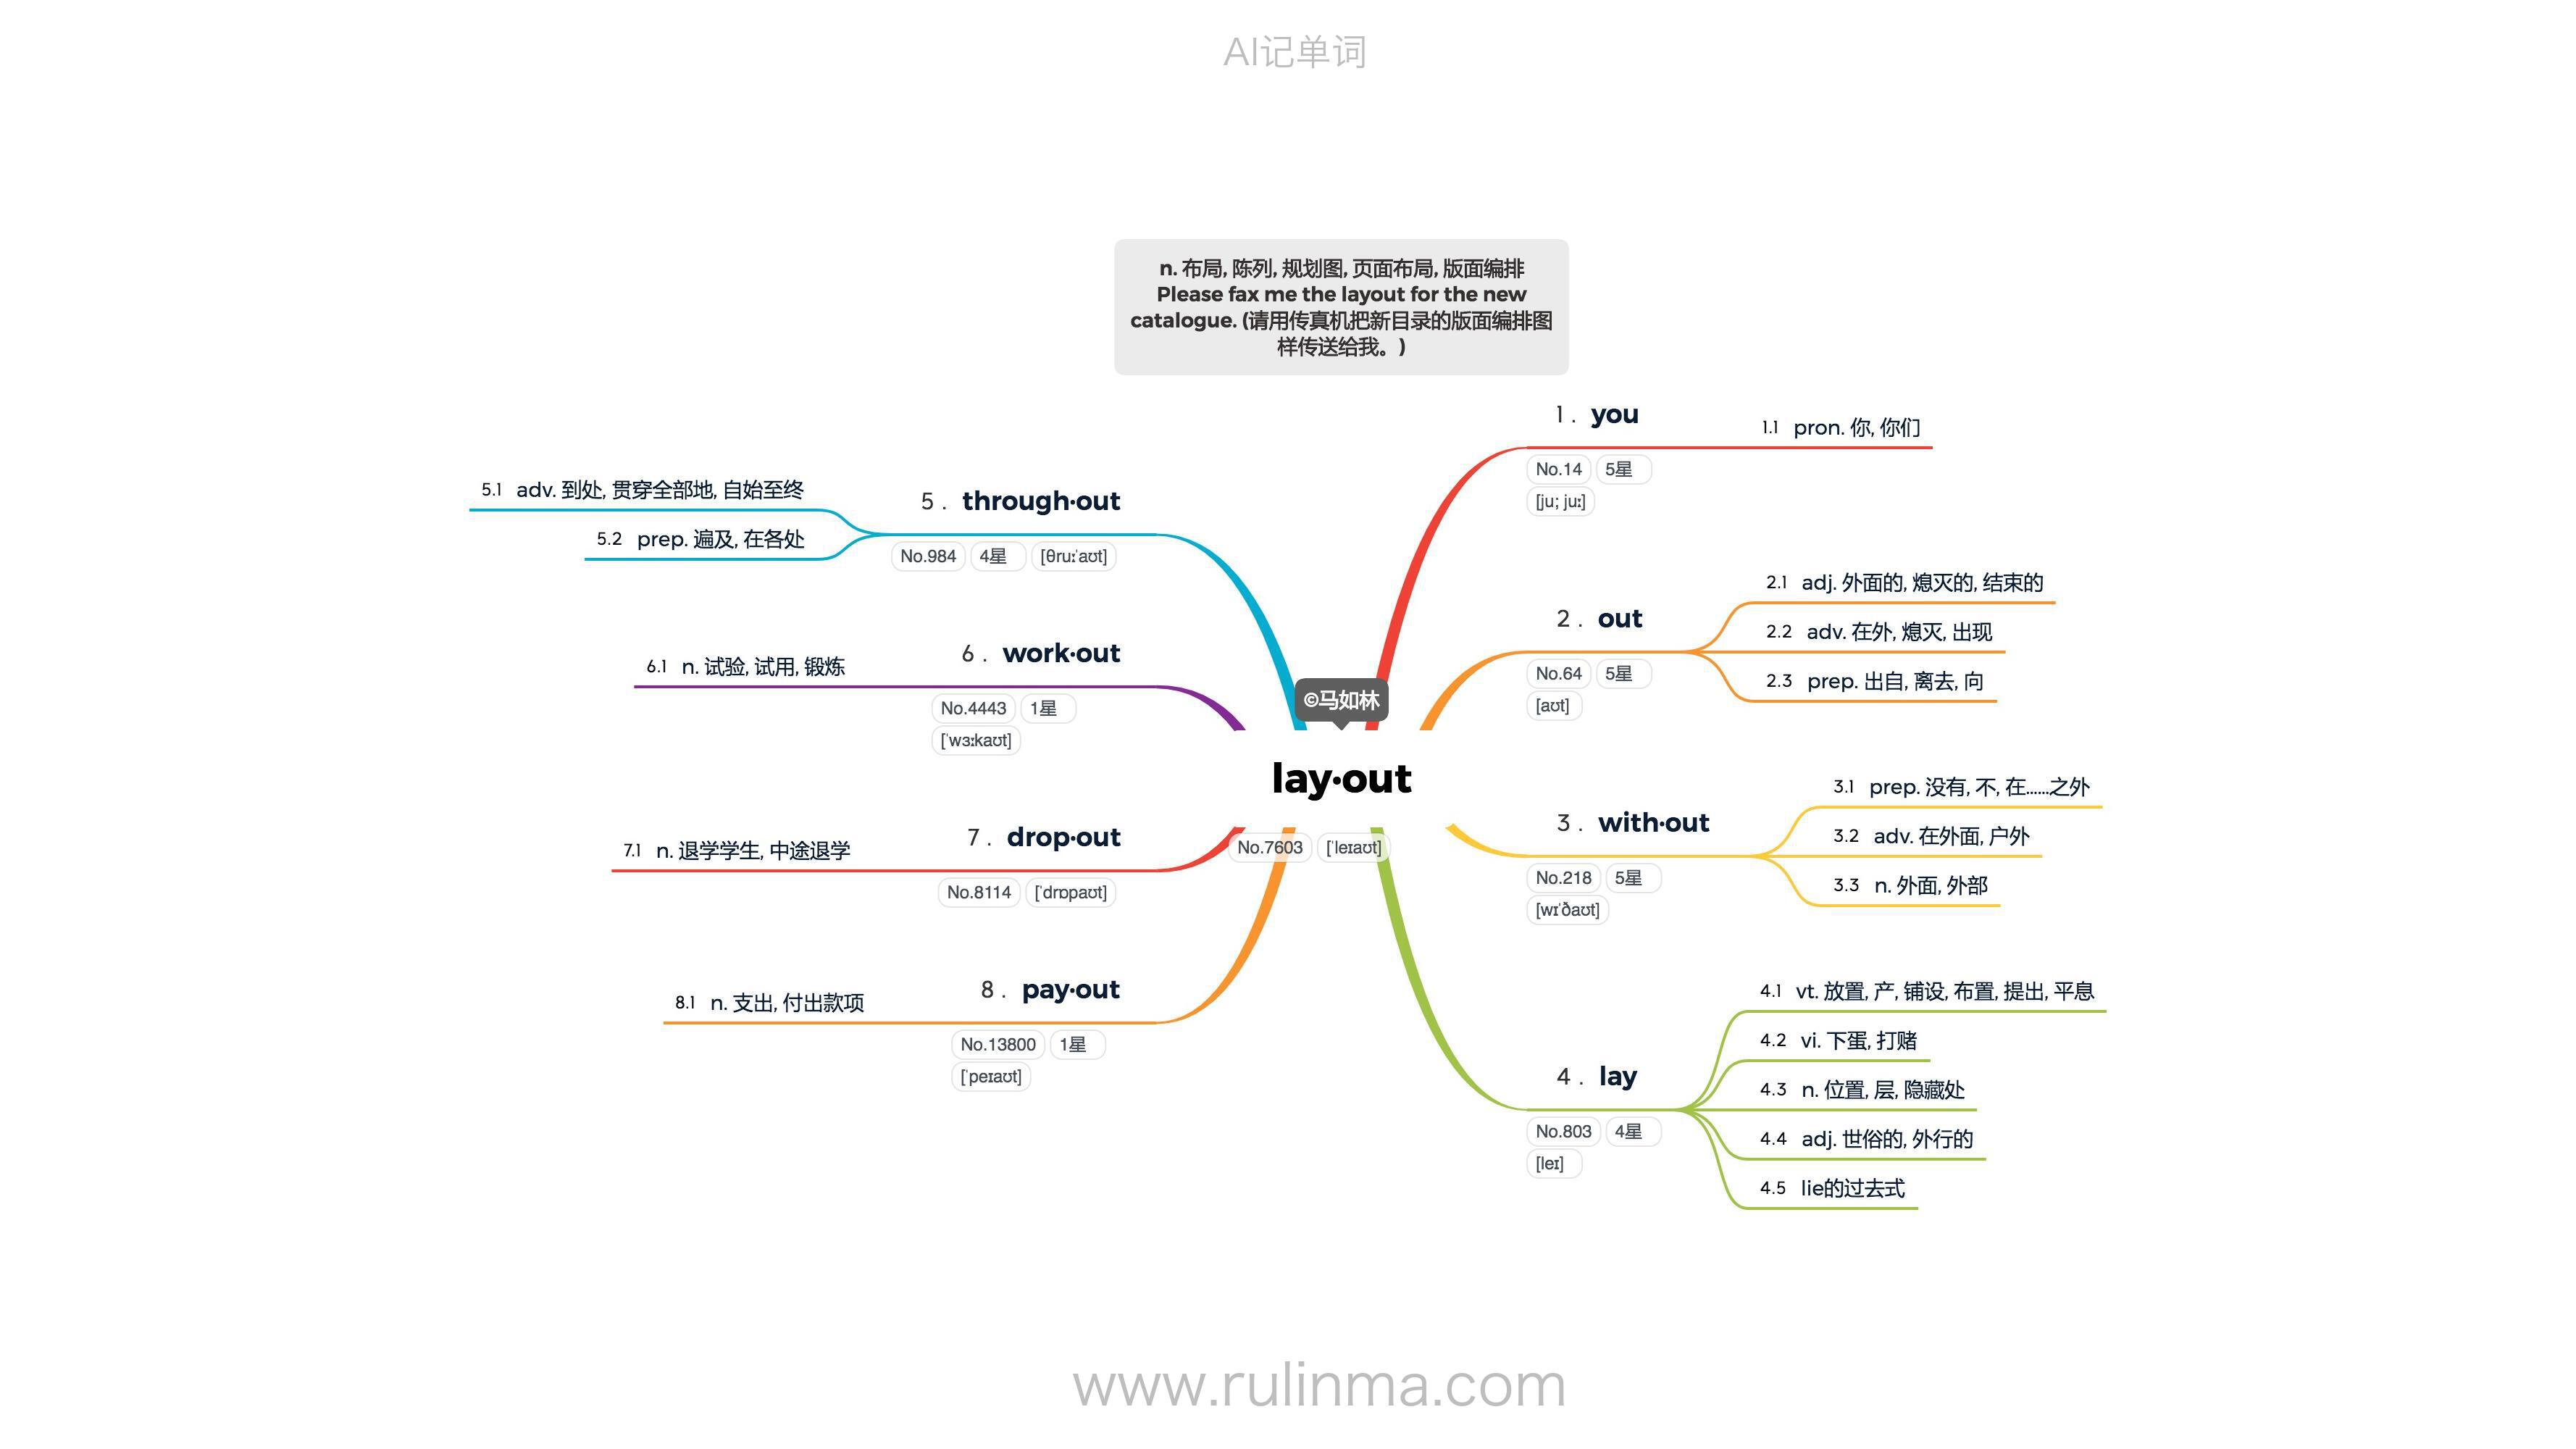 AI记单词
n. 布局, 陈列, 规划图, 页面布局, 版面编排
Please fax me the layout for the new
catalogue. (请用传真机把新目录的版面编排图
样传送给我。)
©马如林
lay·out
No.7603 [ˈleɪaʊt]
1 . you
No.14 5星
[ju; juː]
1.1 pron. 你, 你们
2 . out
No.64 5星
[aʊt]
2.1 adj. 外面的, 熄灭的, 结束的
2.2 adv. 在外, 熄灭, 出现
2.3 prep. 出自, 离去, 向
3 . with·out
No.218 5星
[wɪˈðaʊt]
3.1 prep. 没有, 不, 在......之外
3.2 adv. 在外面, 户外
3.3 n. 外面, 外部
4 . lay
No.803 4星
[leɪ]
4.1 vt. 放置, 产, 铺设, 布置, 提出, 平息
4.2 vi. 下蛋, 打赌
4.3 n. 位置, 层, 隐藏处
4.4 adj. 世俗的, 外行的
4.5 lie的过去式
5 . through·out
No.984 4星 [θruːˈaʊt]
5.1 adv. 到处, 贯穿全部地, 自始至终
5.2 prep. 遍及, 在各处
6 . work·out
No.4443 1星
[ˈwɜːkaʊt]
6.1 n. 试验, 试用, 锻炼
7 . drop·out
No.8114 [ˈdrɒpaʊt]
7.1 n. 退学学生, 中途退学
8 . pay·out
No.13800 1星
[ˈpeɪaʊt]
8.1 n. 支出, 付出款项
www.rulinma.com